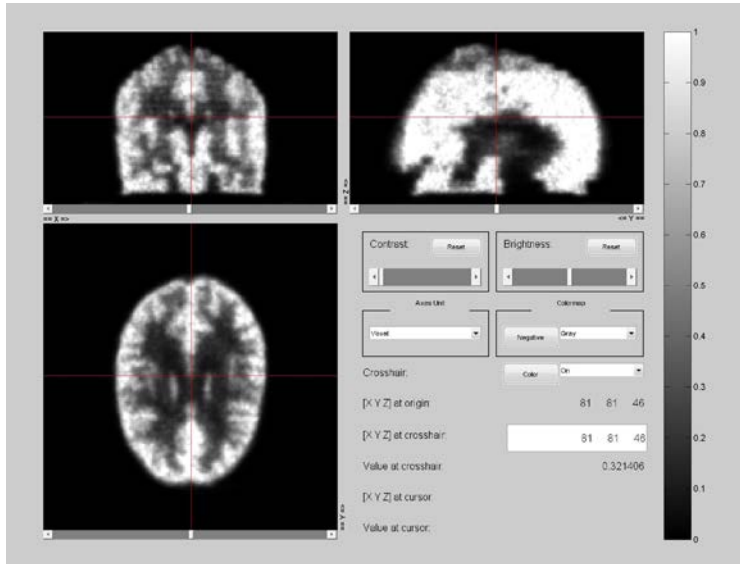 << X >>
<< Z >>
<< Y >>
<< Y >>
Contrast:
Reset
Brightness:
Reset
Axes Unit
Colormap
Voxel
Negative
Gray
Crosshair:
Color
On
[X Y Z] at origin:
81 81 46
[X Y Z] at crosshair:
81 81 46
Value at crosshair:
0.321406
[X Y Z] at cursor:
Value at cursor:
1
0.9
0.8
0.7
0.6
0.5
0.4
0.3
0.2
0.1
0